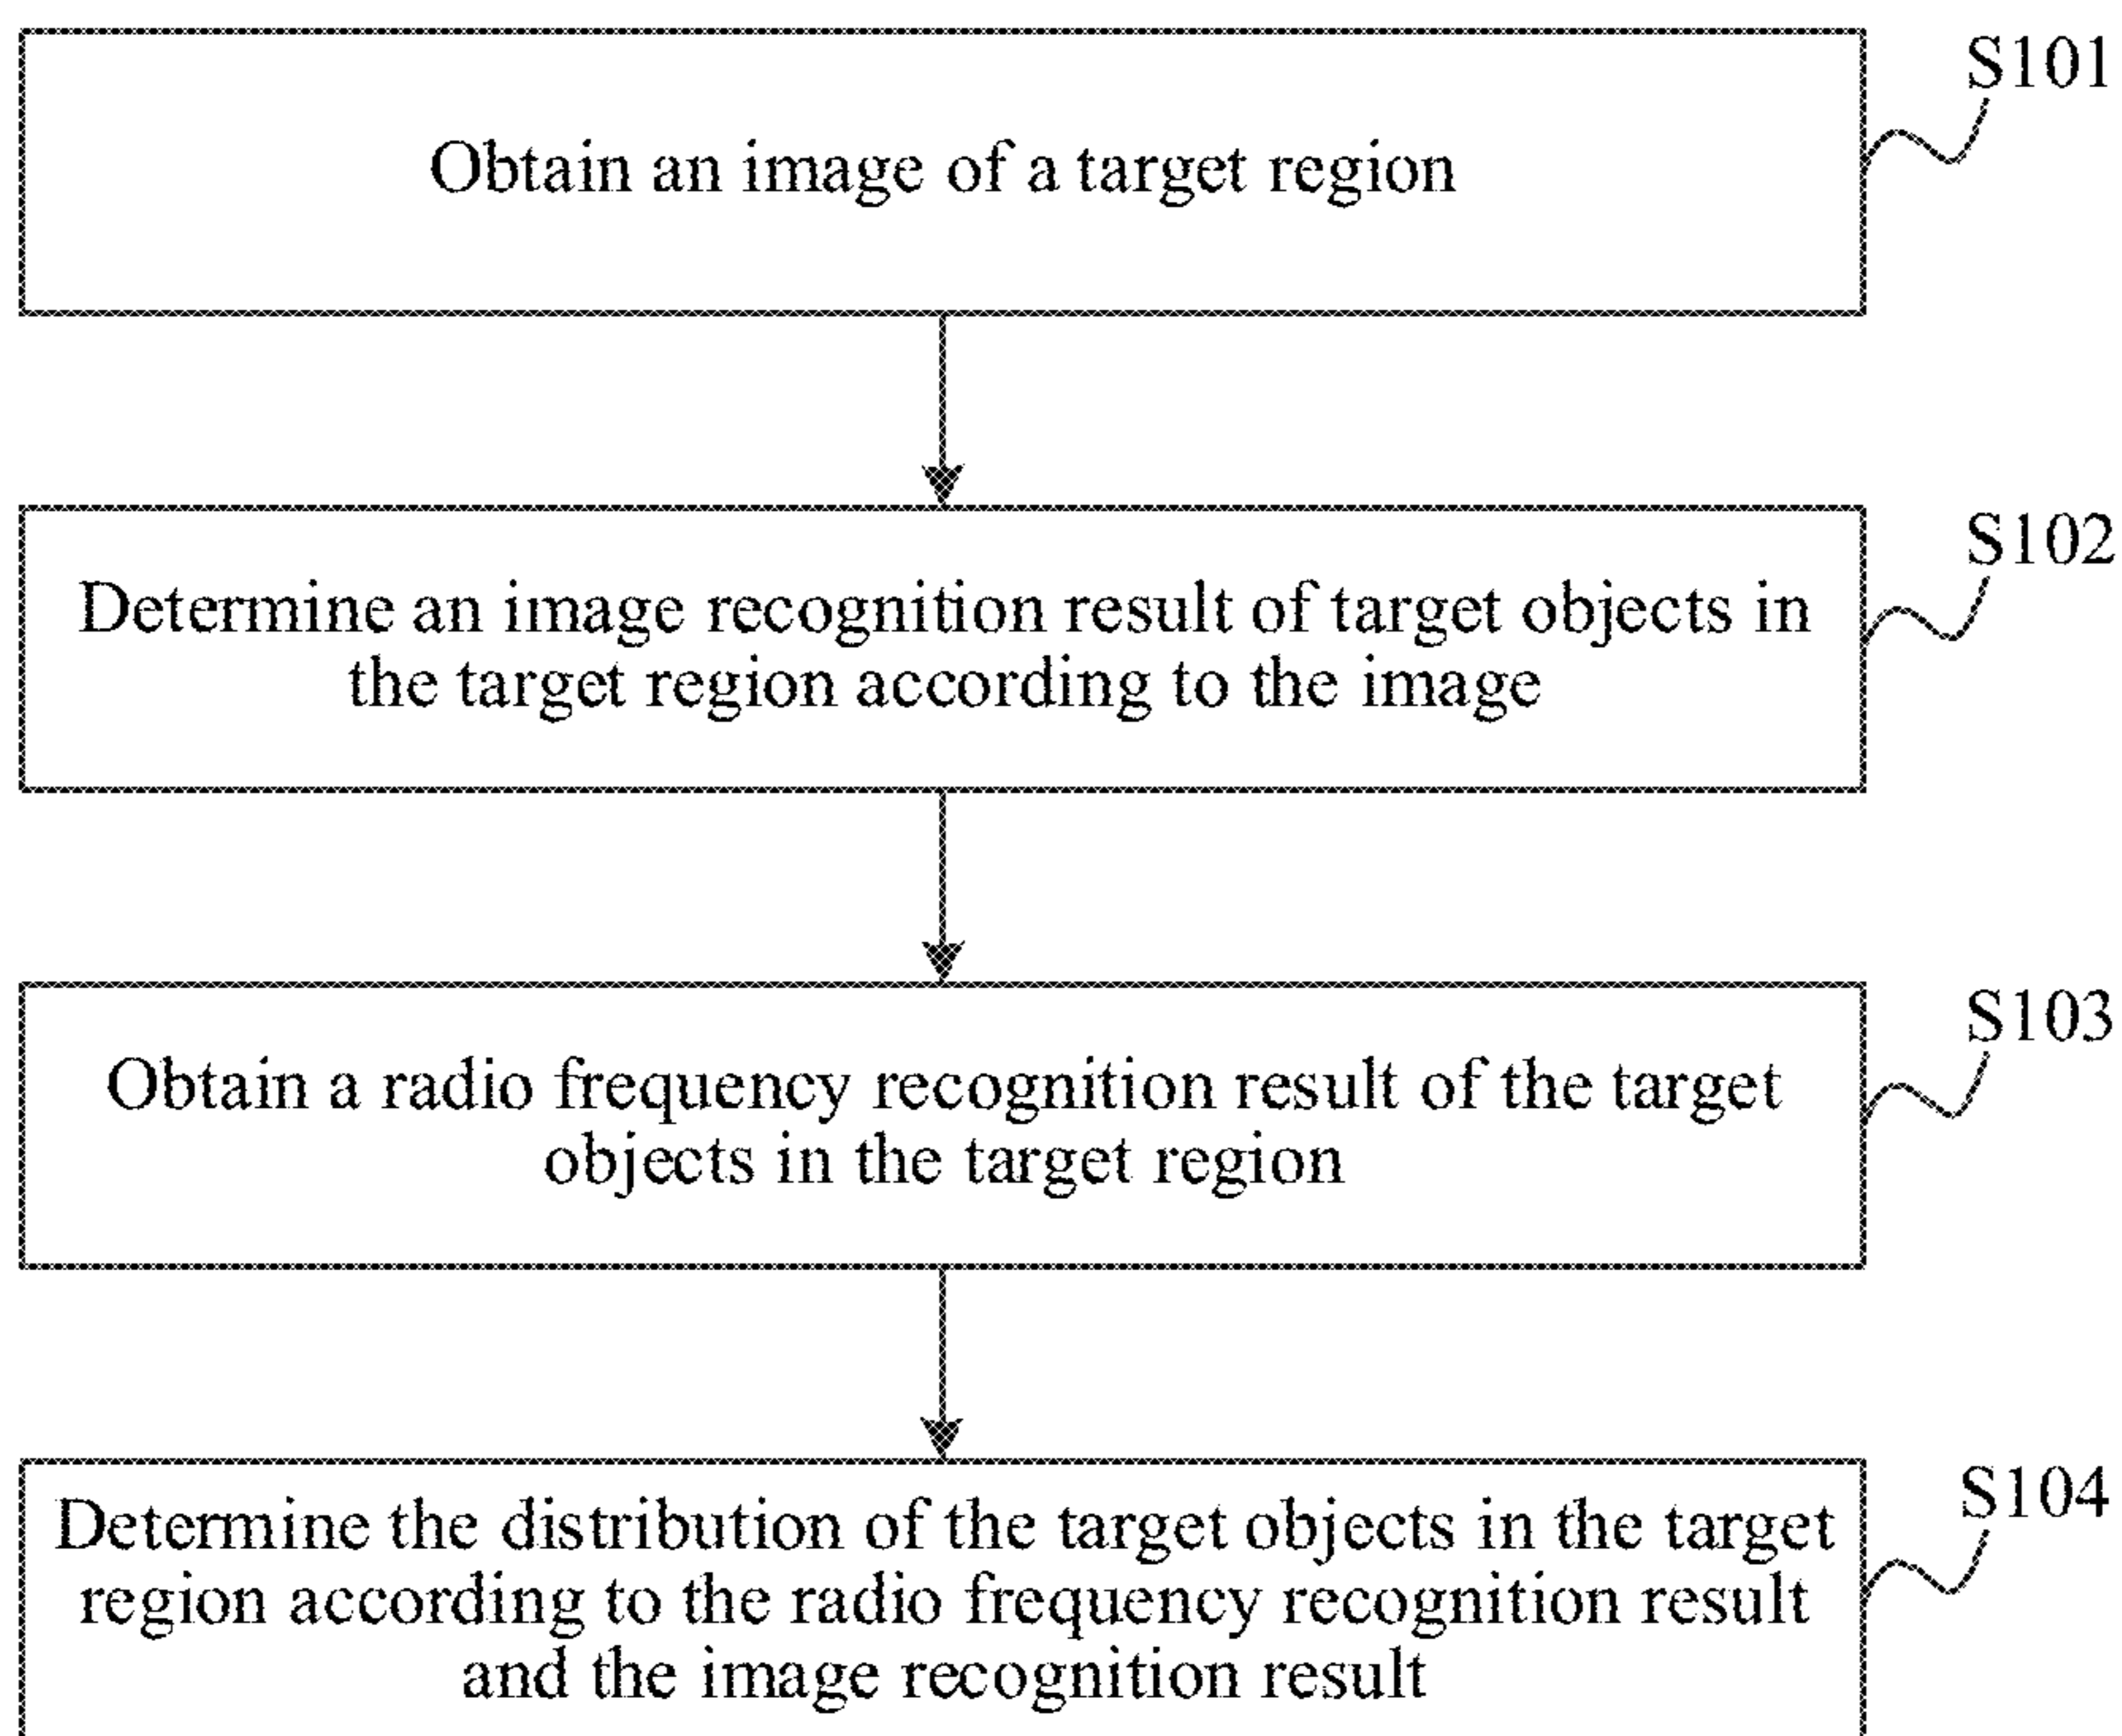 S101
Obtain an image of a target region
S102
Determine an image recognition result of target objects in
the target region according to the image
S103
Obtain a radio frequency recognition result of the target
objects in the target region
S104
Determine the distribution of the target objects in the target
region according to the radio frequency recognition result
and the image recognition result